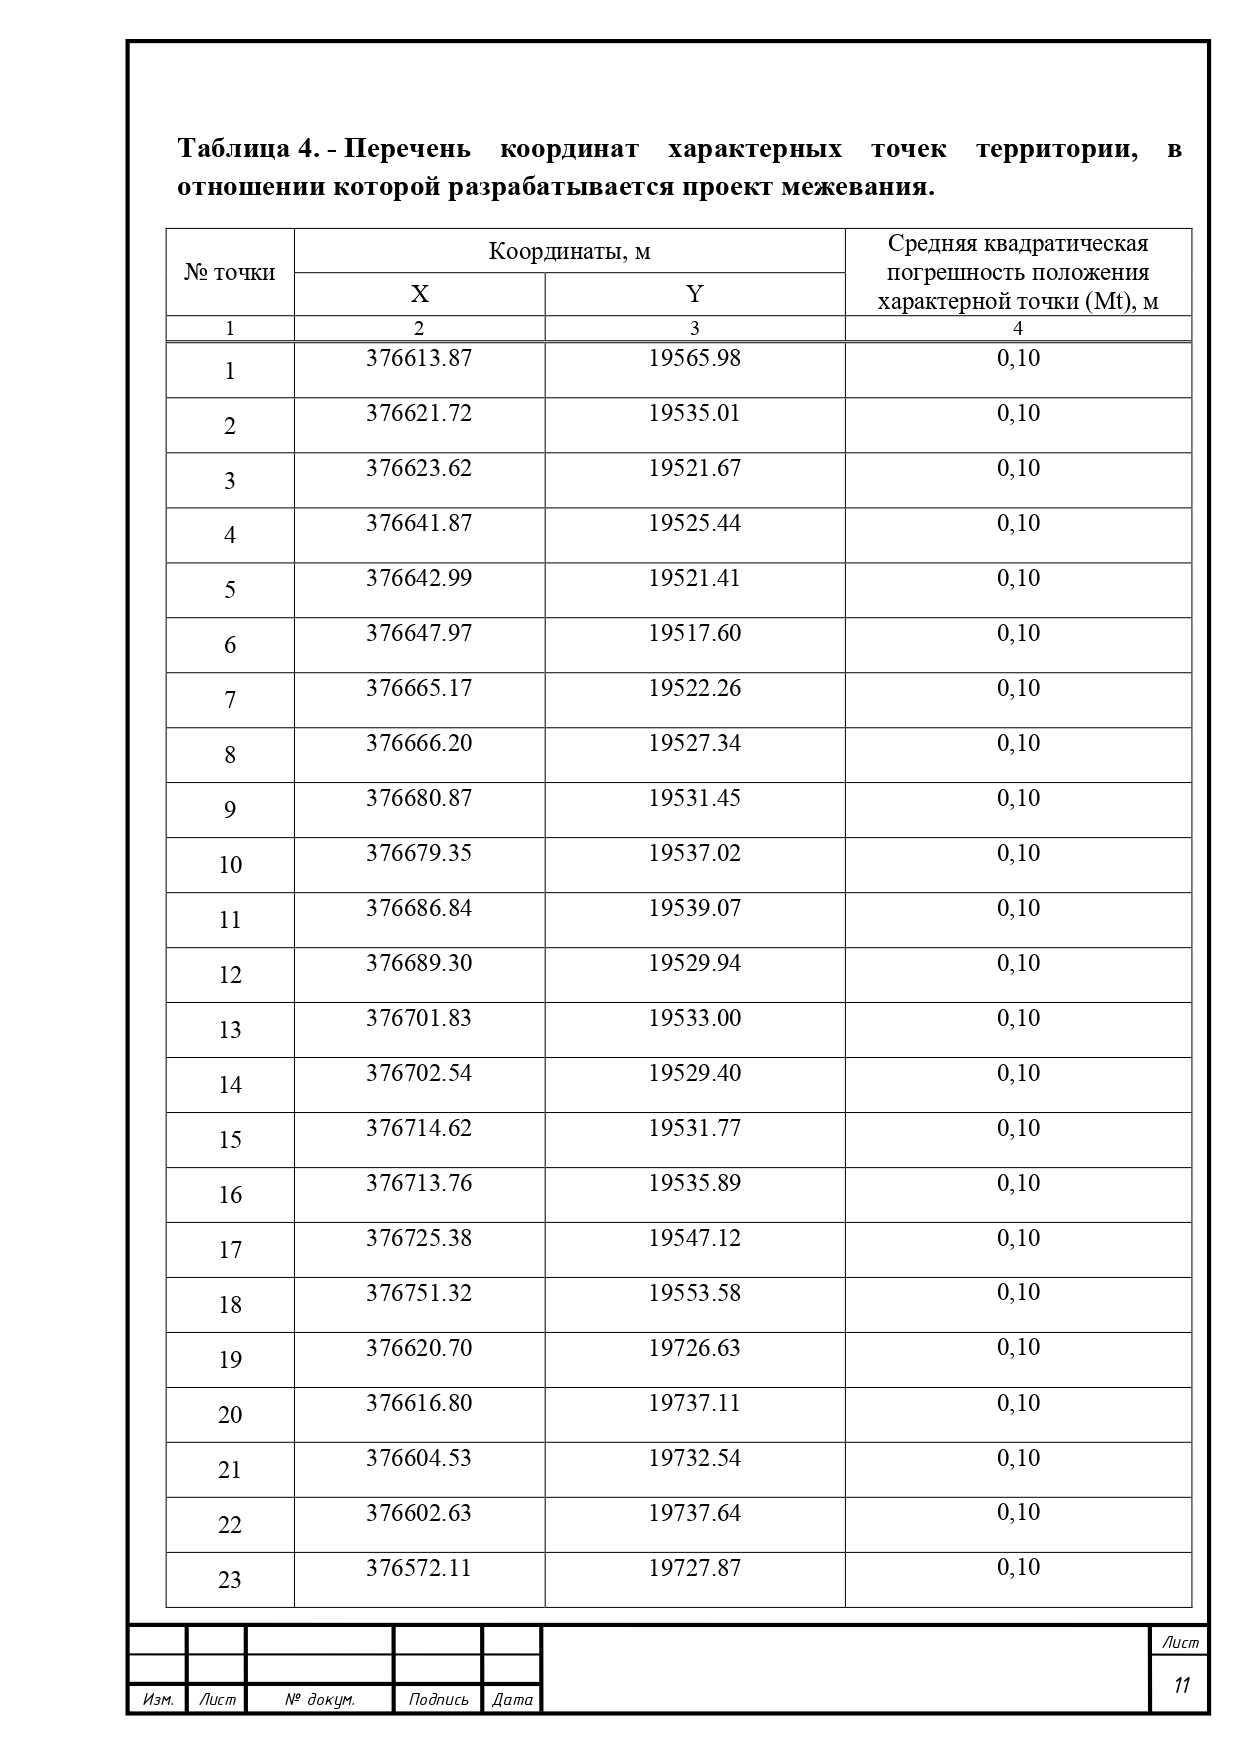 Таблица 4. - Перечень координат характерных точек территории, в
отношении которой разрабатывается проект межевания.
№ точки
Координаты, м
Средняя квадратическая
погрешность положения
характерной точки (Mt), м
X Y
1 2 3 4
1 376613.87 19565.98 0,10
2 376621.72 19535.01 0,10
3 376623.62 19521.67 0,10
4 376641.87 19525.44 0,10
5 376642.99 19521.41 0,10
6 376647.97 19517.60 0,10
7 376665.17 19522.26 0,10
8 376666.20 19527.34 0,10
9 376680.87 19531.45 0,10
10 376679.35 19537.02 0,10
11 376686.84 19539.07 0,10
12 376689.30 19529.94 0,10
13 376701.83 19533.00 0,10
14 376702.54 19529.40 0,10
15 376714.62 19531.77 0,10
16 376713.76 19535.89 0,10
17 376725.38 19547.12 0,10
18 376751.32 19553.58 0,10
19 376620.70 19726.63 0,10
20 376616.80 19737.11 0,10
21 376604.53 19732.54 0,10
22 376602.63 19737.64 0,10
23 376572.11 19727.87 0,10
Лист
11
Изм. Лист № докум. Подпись Дата